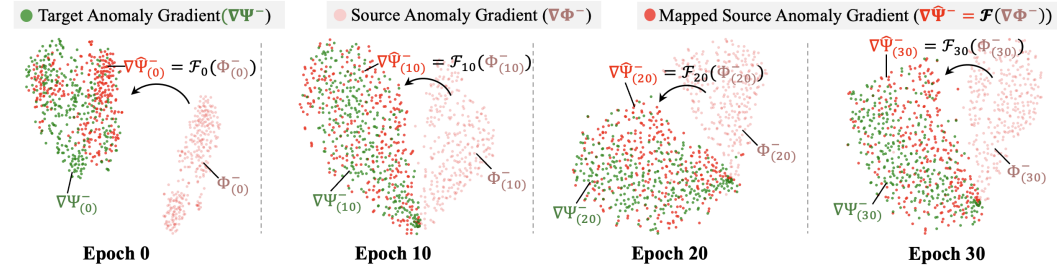 Target Anomaly Gradient(∇Ψ⁻)
Source Anomaly Gradient (∇Φ⁻)
Mapped Source Anomaly Gradient (∇Ψ̂⁻ = ℱ(∇Φ⁻))
∇Ψ̂⁻₍₀₎ = ℱ₀(Φ⁻₍₀₎)
Φ⁻₍₀₎
∇Ψ⁻₍₀₎
Epoch 0
∇Ψ̂⁻₍₁₀₎ = ℱ₁₀(Φ⁻₍₁₀₎)
Φ⁻₍₁₀₎
∇Ψ⁻₍₁₀₎
Epoch 10
∇Ψ̂⁻₍₂₀₎ = ℱ₂₀(Φ⁻₍₂₀₎)
Φ⁻₍₂₀₎
∇Ψ⁻₍₂₀₎
Epoch 20
∇Ψ̂⁻₍₃₀₎ = ℱ₃₀(Φ⁻₍₃₀₎)
Φ⁻₍₃₀₎
∇Ψ⁻₍₃₀₎
Epoch 30